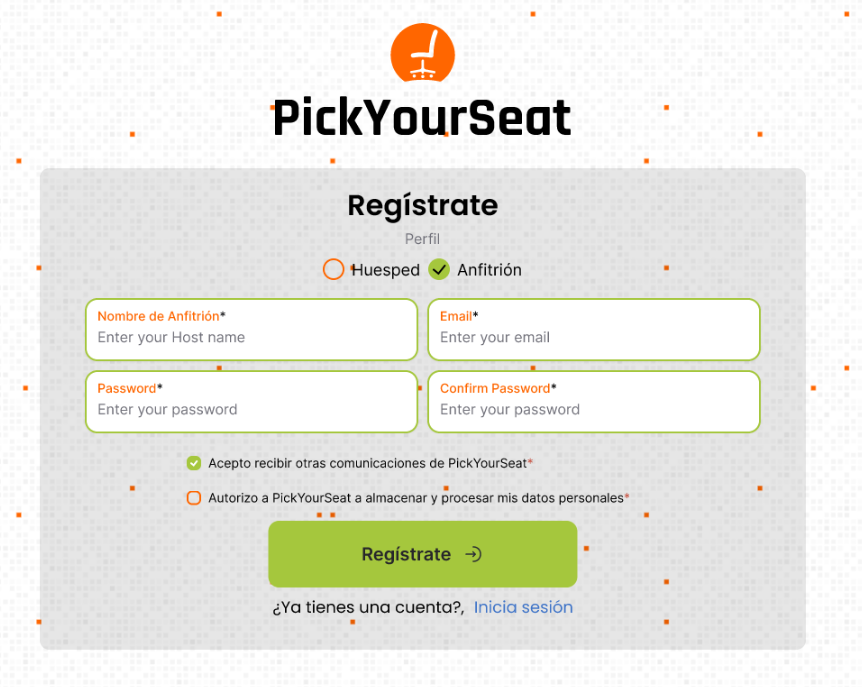 PickYourSeat
Regístrate
Perfil
Huesped Anfitrión
Nombre de Anfitrión* Email*
Enter your Host name Enter your email
Password* Confirm Password*
Enter your password Enter your password
Acepto recibir otras comunicaciones de PickYourSeat*
Autorizo a PickYourSeat a almacenar y procesar mis datos personales*
Regístrate
¿Ya tienes una cuenta?, Inicia sesión